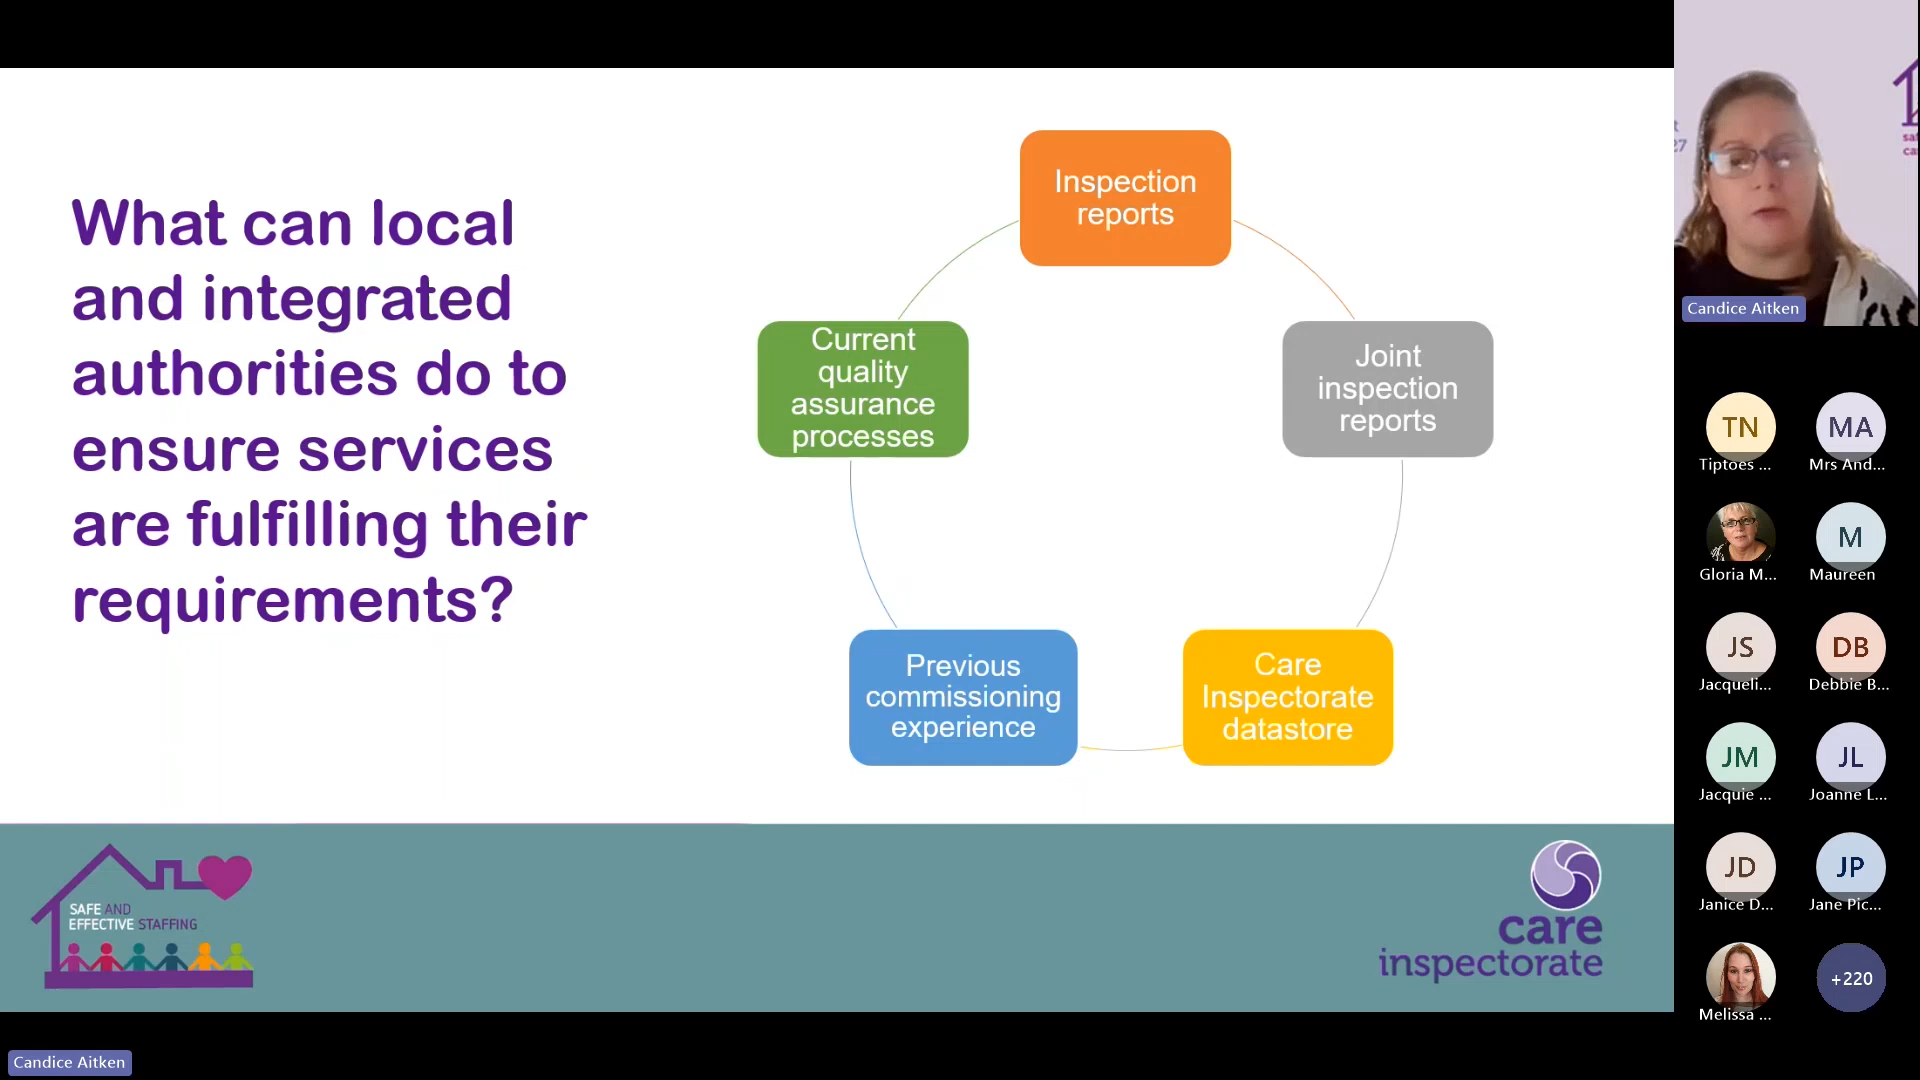 What can local
and integrated
authorities do to
ensure services
are fulfilling their
requirements?
Inspection
reports
Joint
inspection
reports
Care
Inspectorate
datastore
Previous
commissioning
experience
Current
quality
assurance
processes
SAFE AND
EFFECTIVE STAFFING
care
inspectorate
27
Candice Aitken
TN
Tiptoes ...
MA
Mrs And...
Gloria M...
M
Maureen
JS
Jacqueli...
DB
Debbie B...
JM
Jacquie ...
JL
Joanne L...
JD
Janice D...
JP
Jane Pic...
Melissa ...
+220
Candice Aitken